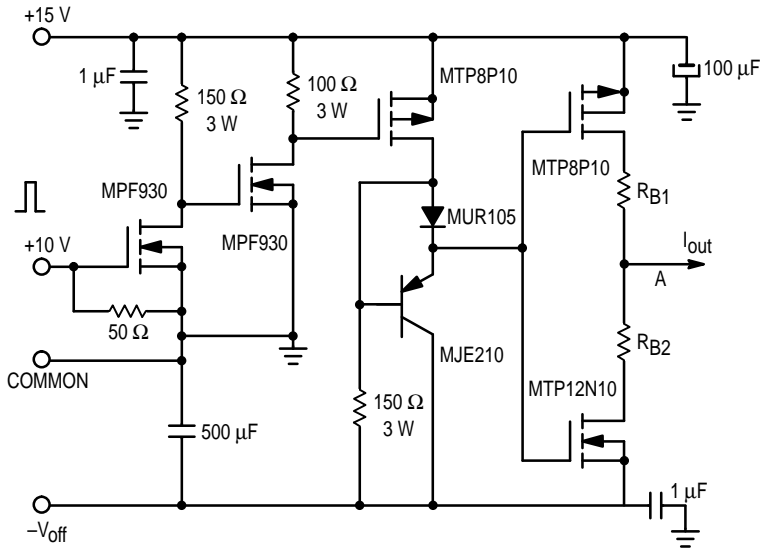 +15 V
1 μF
150 Ω
3 W
100 Ω
3 W
MTP8P10
100 μF
MTP8P10
MPF930
R_B1
MUR105
+10 V
MPF930
I_out
A
50 Ω
MJE210
R_B2
COMMON
MTP12N10
150 Ω
3 W
500 μF
1 μF
–V_off